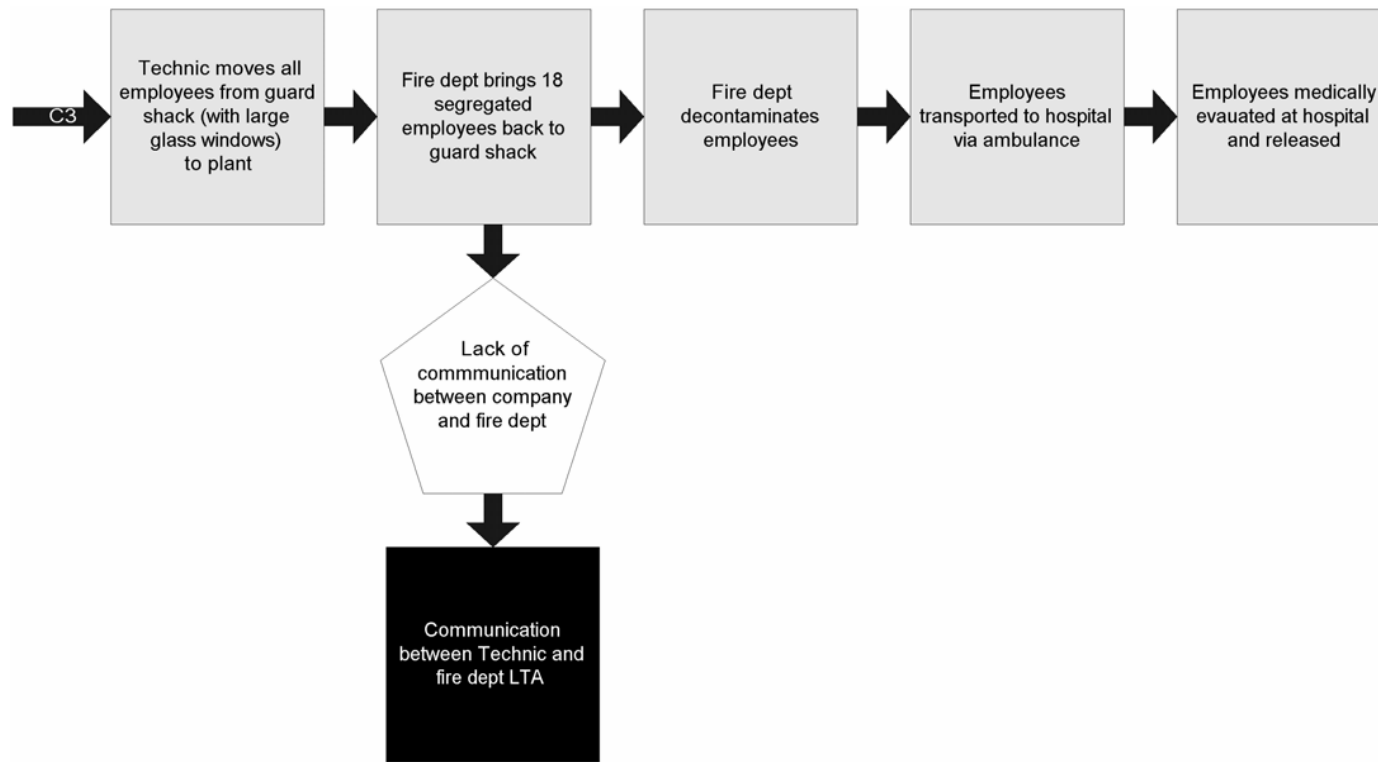 C3
Technic moves all
employees from guard
shack (with large
glass windows)
to plant
Fire dept brings 18
segregated
employees back to
guard shack
Fire dept
decontaminates
employees
Employees
transported to hospital
via ambulance
Employees medically
evauated at hospital
and released
Lack of
commmunication
between company
and fire dept
Communication
between Technic and
fire dept LTA